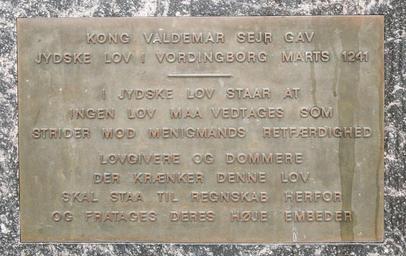 KONG VALDEMAR SEJR GAV
JYDSKE LOV I VORDINGBORG MARTS 1241
I JYDSKE LOV STAAR AT
INGEN LOV MAA VEDTAGES SOM
STRIDER MOD MENIGMANDS RETFÆRDIGHED
LOVGIVERE OG DOMMERE
DER KRÆNKER DENNE LOV
SKAL STAA TIL REGNSKAB HERFOR
OG FRATAGES DERES HØJE EMBEDER